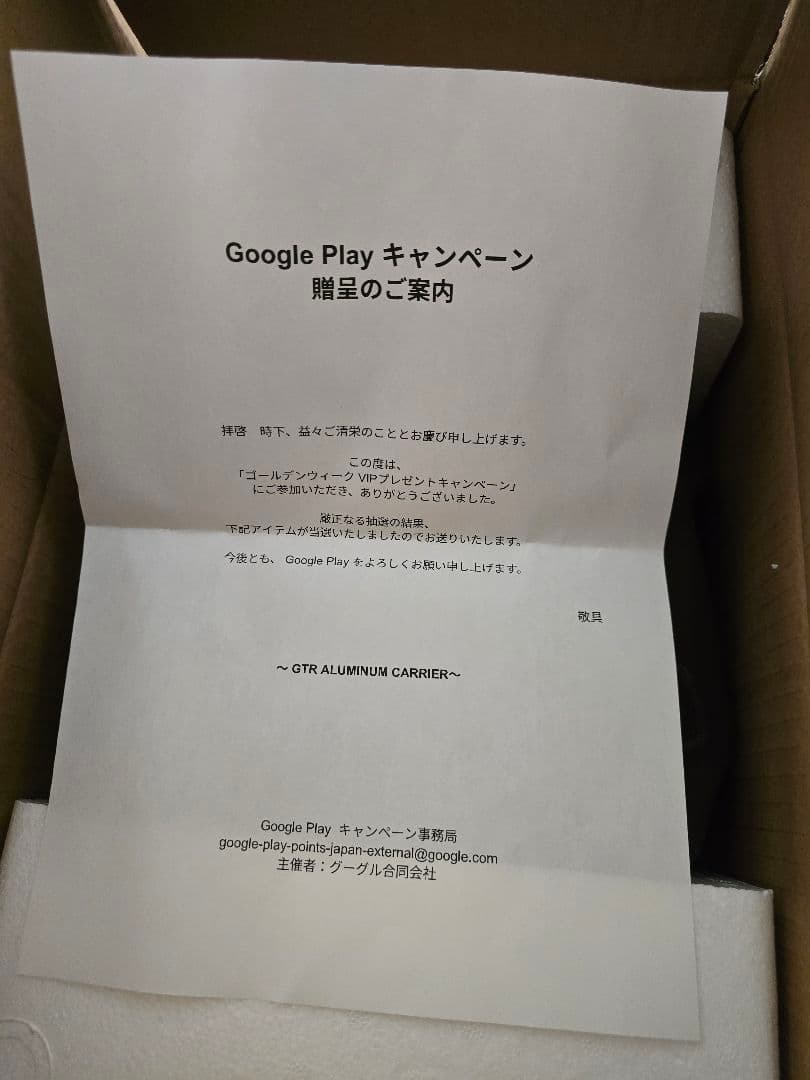 Google Play キャンペーン
贈呈のご案内
拝啓　時下、益々ご清栄のこととお慶び申し上げます。
この度は、
「ゴールデンウィーク VIPプレゼントキャンペーン」
にご参加いただき、ありがとうございました。
厳正なる抽選の結果、
下記アイテムが当選いたしましたのでお送りいたします。
今後とも、 Google Play をよろしくお願い申し上げます。
敬具
～ GTR ALUMINUM CARRIER～
Google Play キャンペーン事務局
google-play-points-japan-external@google.com
主催者：グーグル合同会社